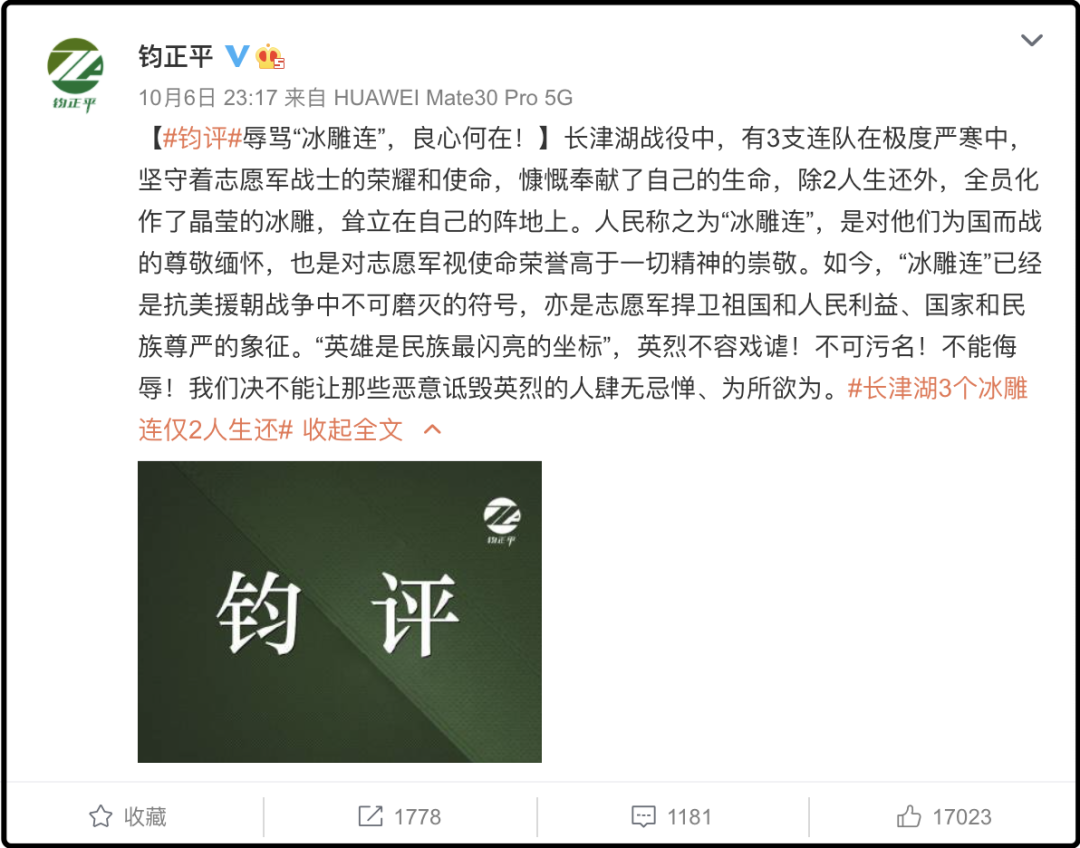 钧正平
5
钧正平
10月6日 23:17 来自 HUAWEI Mate30 Pro 5G
【#钧评#辱骂“冰雕连”，良心何在！】长津湖战役中，有3支连队在极度严寒中，
坚守着志愿军战士的荣耀和使命，慷慨奉献了自己的生命，除2人生还外，全员化
作了晶莹的冰雕，耸立在自己的阵地上。人民称之为“冰雕连”，是对他们为国而战
的尊敬缅怀，也是对志愿军视使命荣誉高于一切精神的崇敬。如今，“冰雕连”已经
是抗美援朝战争中不可磨灭的符号，亦是志愿军捍卫祖国和人民利益、国家和民
族尊严的象征。“英雄是民族最闪亮的坐标”，英烈不容戏谑！不可污名！不能侮
辱！我们决不能让那些恶意诋毁英烈的人肆无忌惮、为所欲为。#长津湖3个冰雕
连仅2人生还# 收起全文
钧正平
钧 评
收藏 1778 1181 17023